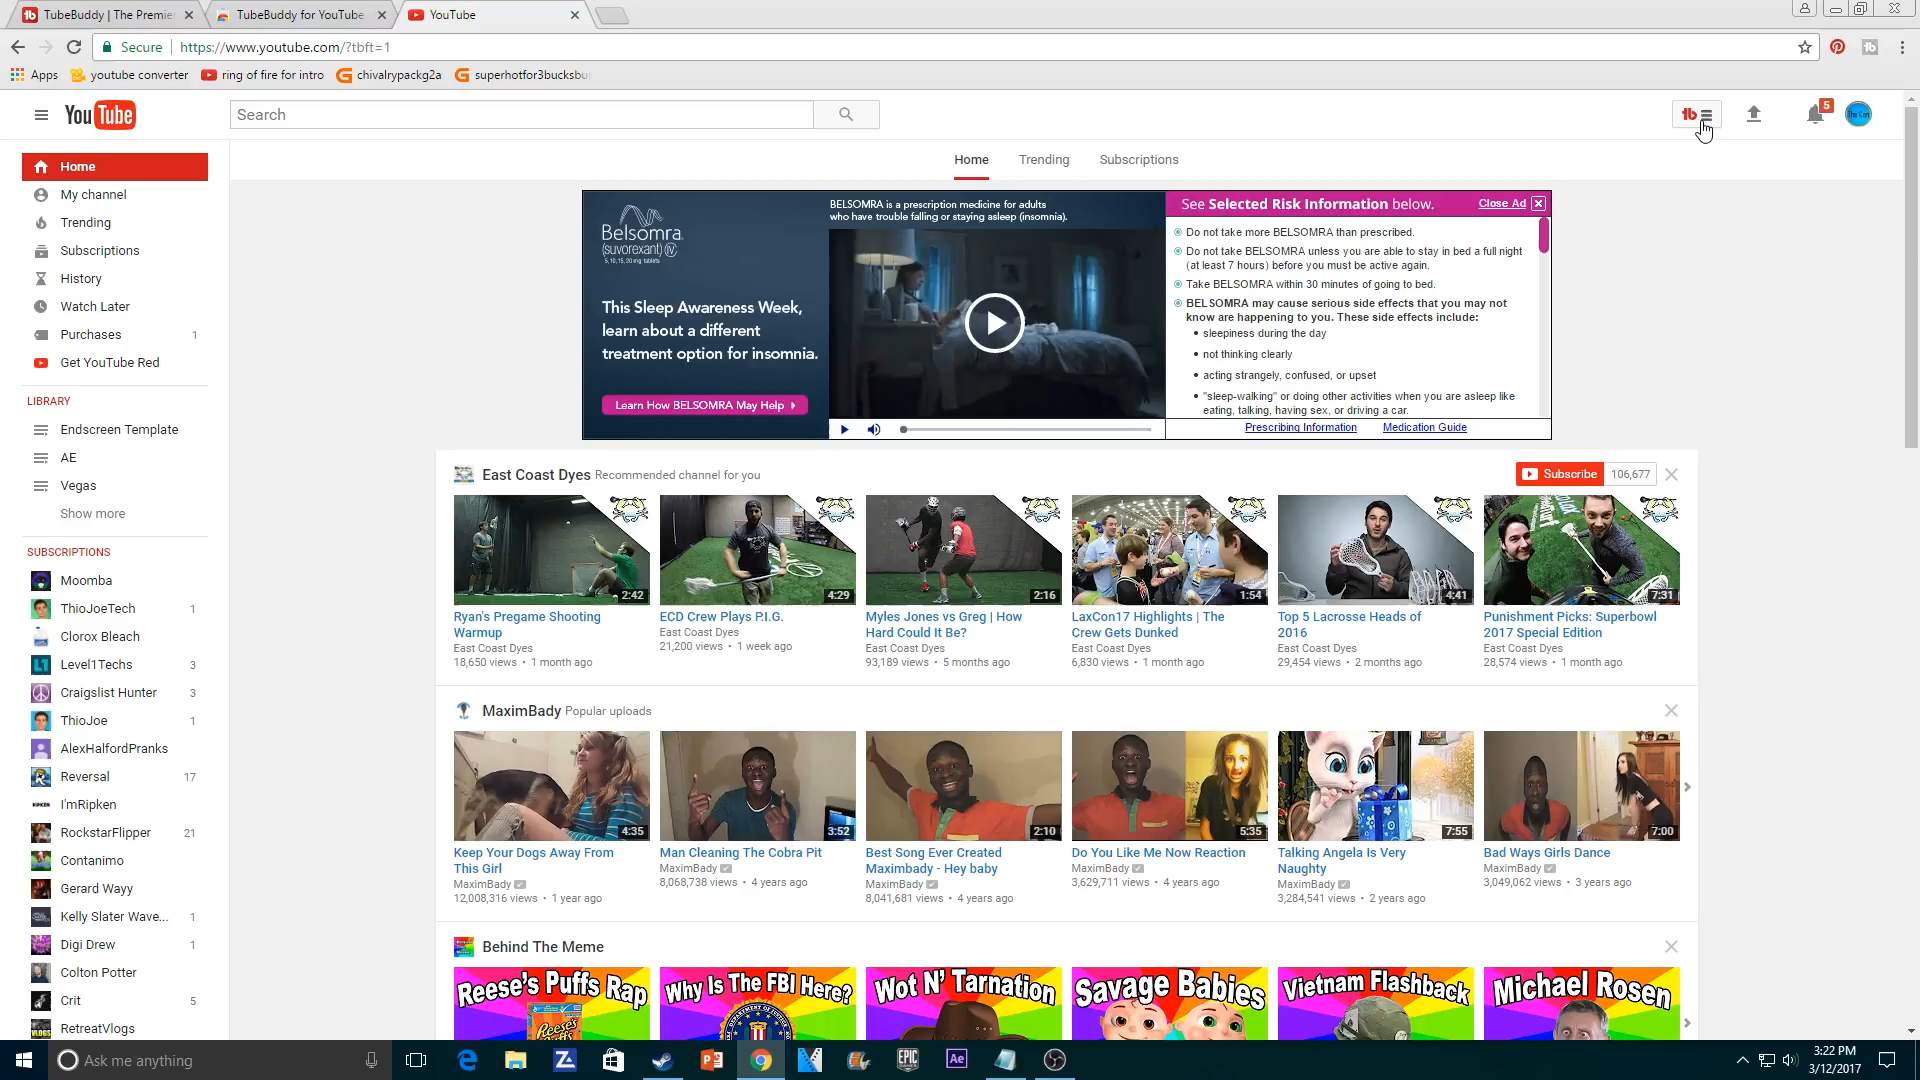 TubeBuddy | The Premie
TubeBuddy for YouTube
YouTube
Secure
https://www.youtube.com/?tbft=1
Apps
youtube converter
ring of fire for intro
chivalrypackg2a
superhotfor3bucksbu
YouTube
Search
tb
5
Home
Trending
Subscriptions
Home
My channel
Trending
Subscriptions
History
Watch Later
Purchases 1
Get YouTube Red
LIBRARY
Endscreen Template
AE
Vegas
Show more
SUBSCRIPTIONS
Moomba
ThioJoeTech 1
Clorox Bleach
Level1Techs 3
Craigslist Hunter 3
ThioJoe 1
AlexHalfordPranks
Reversal 17
I'mRipken
RockstarFlipper 21
Contanimo
Gerard Wayy
Kelly Slater Wave... 1
Digi Drew 1
Colton Potter
Crit 5
RetreatVlogs
Belsomra
(suvorexant) IV
5, 10, 15, 20 mg tablets
This Sleep Awareness Week,
learn about a different
treatment option for insomnia.
Learn How BELSOMRA May Help
BELSOMRA is a prescription medicine for adults
who have trouble falling or staying asleep (insomnia).
See Selected Risk Information below.
Close Ad
Do not take more BELSOMRA than prescribed.
Do not take BELSOMRA unless you are able to stay in bed a full night
(at least 7 hours) before you must be active again.
Take BELSOMRA within 30 minutes of going to bed.
BELSOMRA may cause serious side effects that you may not
know are happening to you. These side effects include:
• sleepiness during the day
• not thinking clearly
• acting strangely, confused, or upset
• "sleep-walking" or doing other activities when you are asleep like
eating, talking, having sex, or driving a car.
Prescribing Information
Medication Guide
East Coast Dyes Recommended channel for you
Subscribe 106,677
2:42
4:29
2:16
1:54
4:41
7:31
Ryan's Pregame Shooting
Warmup
East Coast Dyes
18,650 views • 1 month ago
ECD Crew Plays P.I.G.
East Coast Dyes
21,200 views • 1 week ago
Myles Jones vs Greg | How
Hard Could It Be?
East Coast Dyes
93,189 views • 5 months ago
LaxCon17 Highlights | The
Crew Gets Dunked
East Coast Dyes
6,830 views • 1 month ago
Top 5 Lacrosse Heads of
2016
East Coast Dyes
29,454 views • 2 months ago
Punishment Picks: Superbowl
2017 Special Edition
East Coast Dyes
28,574 views • 1 month ago
MaximBady Popular uploads
4:35
3:52
2:10
5:35
7:55
7:00
Keep Your Dogs Away From
This Girl
MaximBady
12,008,316 views • 1 year ago
Man Cleaning The Cobra Pit
MaximBady
8,068,738 views • 4 years ago
Best Song Ever Created
Maximbady - Hey baby
MaximBady
8,041,681 views • 4 years ago
Do You Like Me Now Reaction
MaximBady
3,629,711 views • 4 years ago
Talking Angela Is Very
Naughty
MaximBady
3,284,541 views • 2 years ago
Bad Ways Girls Dance
MaximBady
3,049,062 views • 3 years ago
Behind The Meme
Reese's Puffs Rap
Why Is The FBI Here?
Wot N' Tarnation
Savage Babies
Vietnam Flashback
Michael Rosen
Ask me anything
EPIC
Ae
3:22 PM
3/12/2017